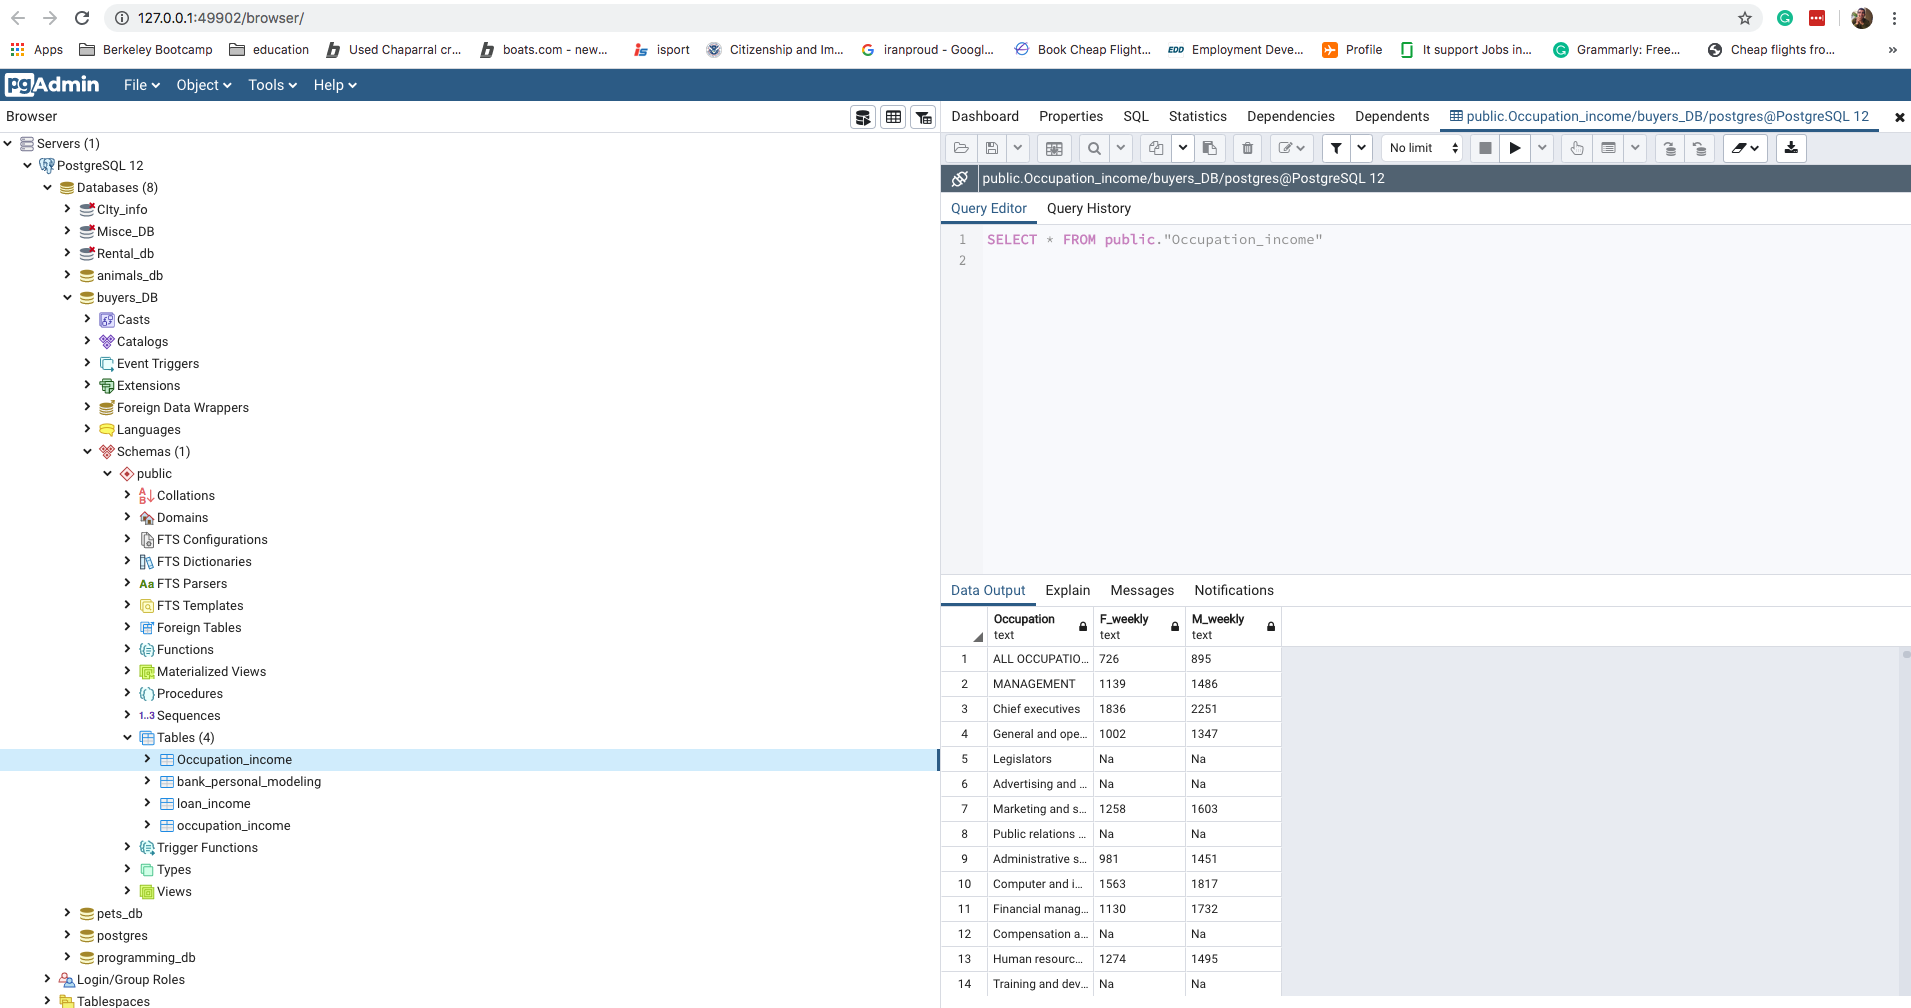 127.0.0.1:49902/browser/
Apps Berkeley Bootcamp education Used Chaparral cr... boats.com - new... isport Citizenship and Im... iranproud - Googl... Book Cheap Flight... EDD Employment Deve... Profile It support Jobs in... Grammarly: Free... Cheap flights fro... »
pgAdmin File Object Tools Help
Browser
Dashboard Properties SQL Statistics Dependencies Dependents public.Occupation_income/buyers_DB/postgres@PostgreSQL 12
Servers (1)
PostgreSQL 12
Databases (8)
CIty_info
Misce_DB
Rental_db
animals_db
buyers_DB
Casts
Catalogs
Event Triggers
Extensions
Foreign Data Wrappers
Languages
Schemas (1)
public
Collations
Domains
FTS Configurations
FTS Dictionaries
Aa FTS Parsers
FTS Templates
Foreign Tables
Functions
Materialized Views
Procedures
1..3 Sequences
Tables (4)
Occupation_income
bank_personal_modeling
loan_income
occupation_income
Trigger Functions
Types
Views
pets_db
postgres
programming_db
Login/Group Roles
Tablespaces
No limit
public.Occupation_income/buyers_DB/postgres@PostgreSQL 12
Query Editor Query History
1 SELECT * FROM public."Occupation_income"
2
Data Output Explain Messages Notifications
Occupation F_weekly M_weekly
text text text
1 ALL OCCUPATIO... 726 895
2 MANAGEMENT 1139 1486
3 Chief executives 1836 2251
4 General and ope... 1002 1347
5 Legislators Na Na
6 Advertising and ... Na Na
7 Marketing and s... 1258 1603
8 Public relations ... Na Na
9 Administrative s... 981 1451
10 Computer and i... 1563 1817
11 Financial manag... 1130 1732
12 Compensation a... Na Na
13 Human resourc... 1274 1495
14 Training and dev... Na Na